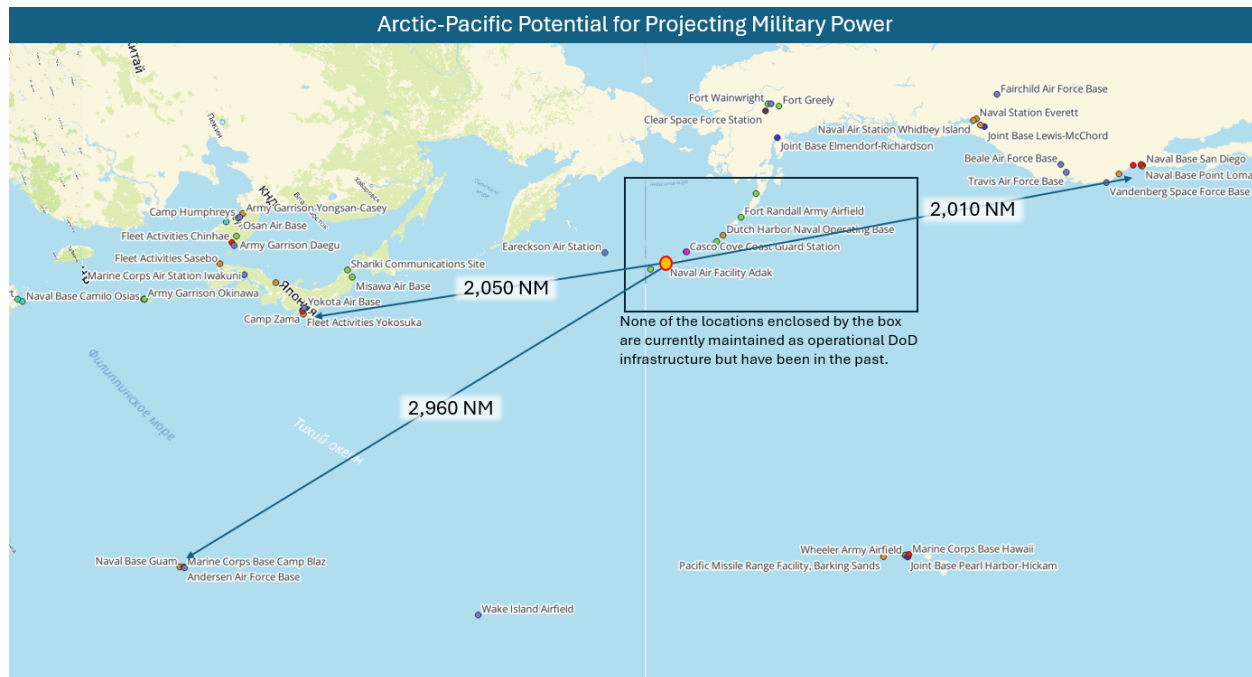 Arctic-Pacific Potential for Projecting Military Power
Китай
Пекин
КНДР
Хабаровск
Fairchild Air Force Base
Fort Wainwright
Fort Greely
Clear Space Force Station
Naval Station Everett
Naval Air Station Whidbey Island
Joint Base Lewis-McChord
Joint Base Elmendorf-Richardson
Beale Air Force Base
Naval Base San Diego
Travis Air Force Base
Naval Base Point Loma
Vandenberg Space Force Base
2,010 NM
Camp Humphreys
Army Garrison Yongsan-Casey
Osan Air Base
Fleet Activities Chinhae
Army Garrison Daegu
Fleet Activities Sasebo
Marine Corps Air Station Iwakuni
Shariki Communications Site
Misawa Air Base
Naval Base Camilo Osias
Army Garrison Okinawa
Япония
Yokota Air Base
Camp Zama
Fleet Activities Yokosuka
Eareckson Air Station
Fort Randall Army Airfield
Dutch Harbor Naval Operating Base
Casco Cove Coast Guard Station
Naval Air Facility Adak
2,050 NM
None of the locations enclosed by the box
are currently maintained as operational DoD
infrastructure but have been in the past.
2,960 NM
Филиппинское море
Тихий океан
Naval Base Guam
Marine Corps Base Camp Blaz
Andersen Air Force Base
Wheeler Army Airfield
Marine Corps Base Hawaii
Pacific Missile Range Facility, Barking Sands
Joint Base Pearl Harbor-Hickam
Wake Island Airfield